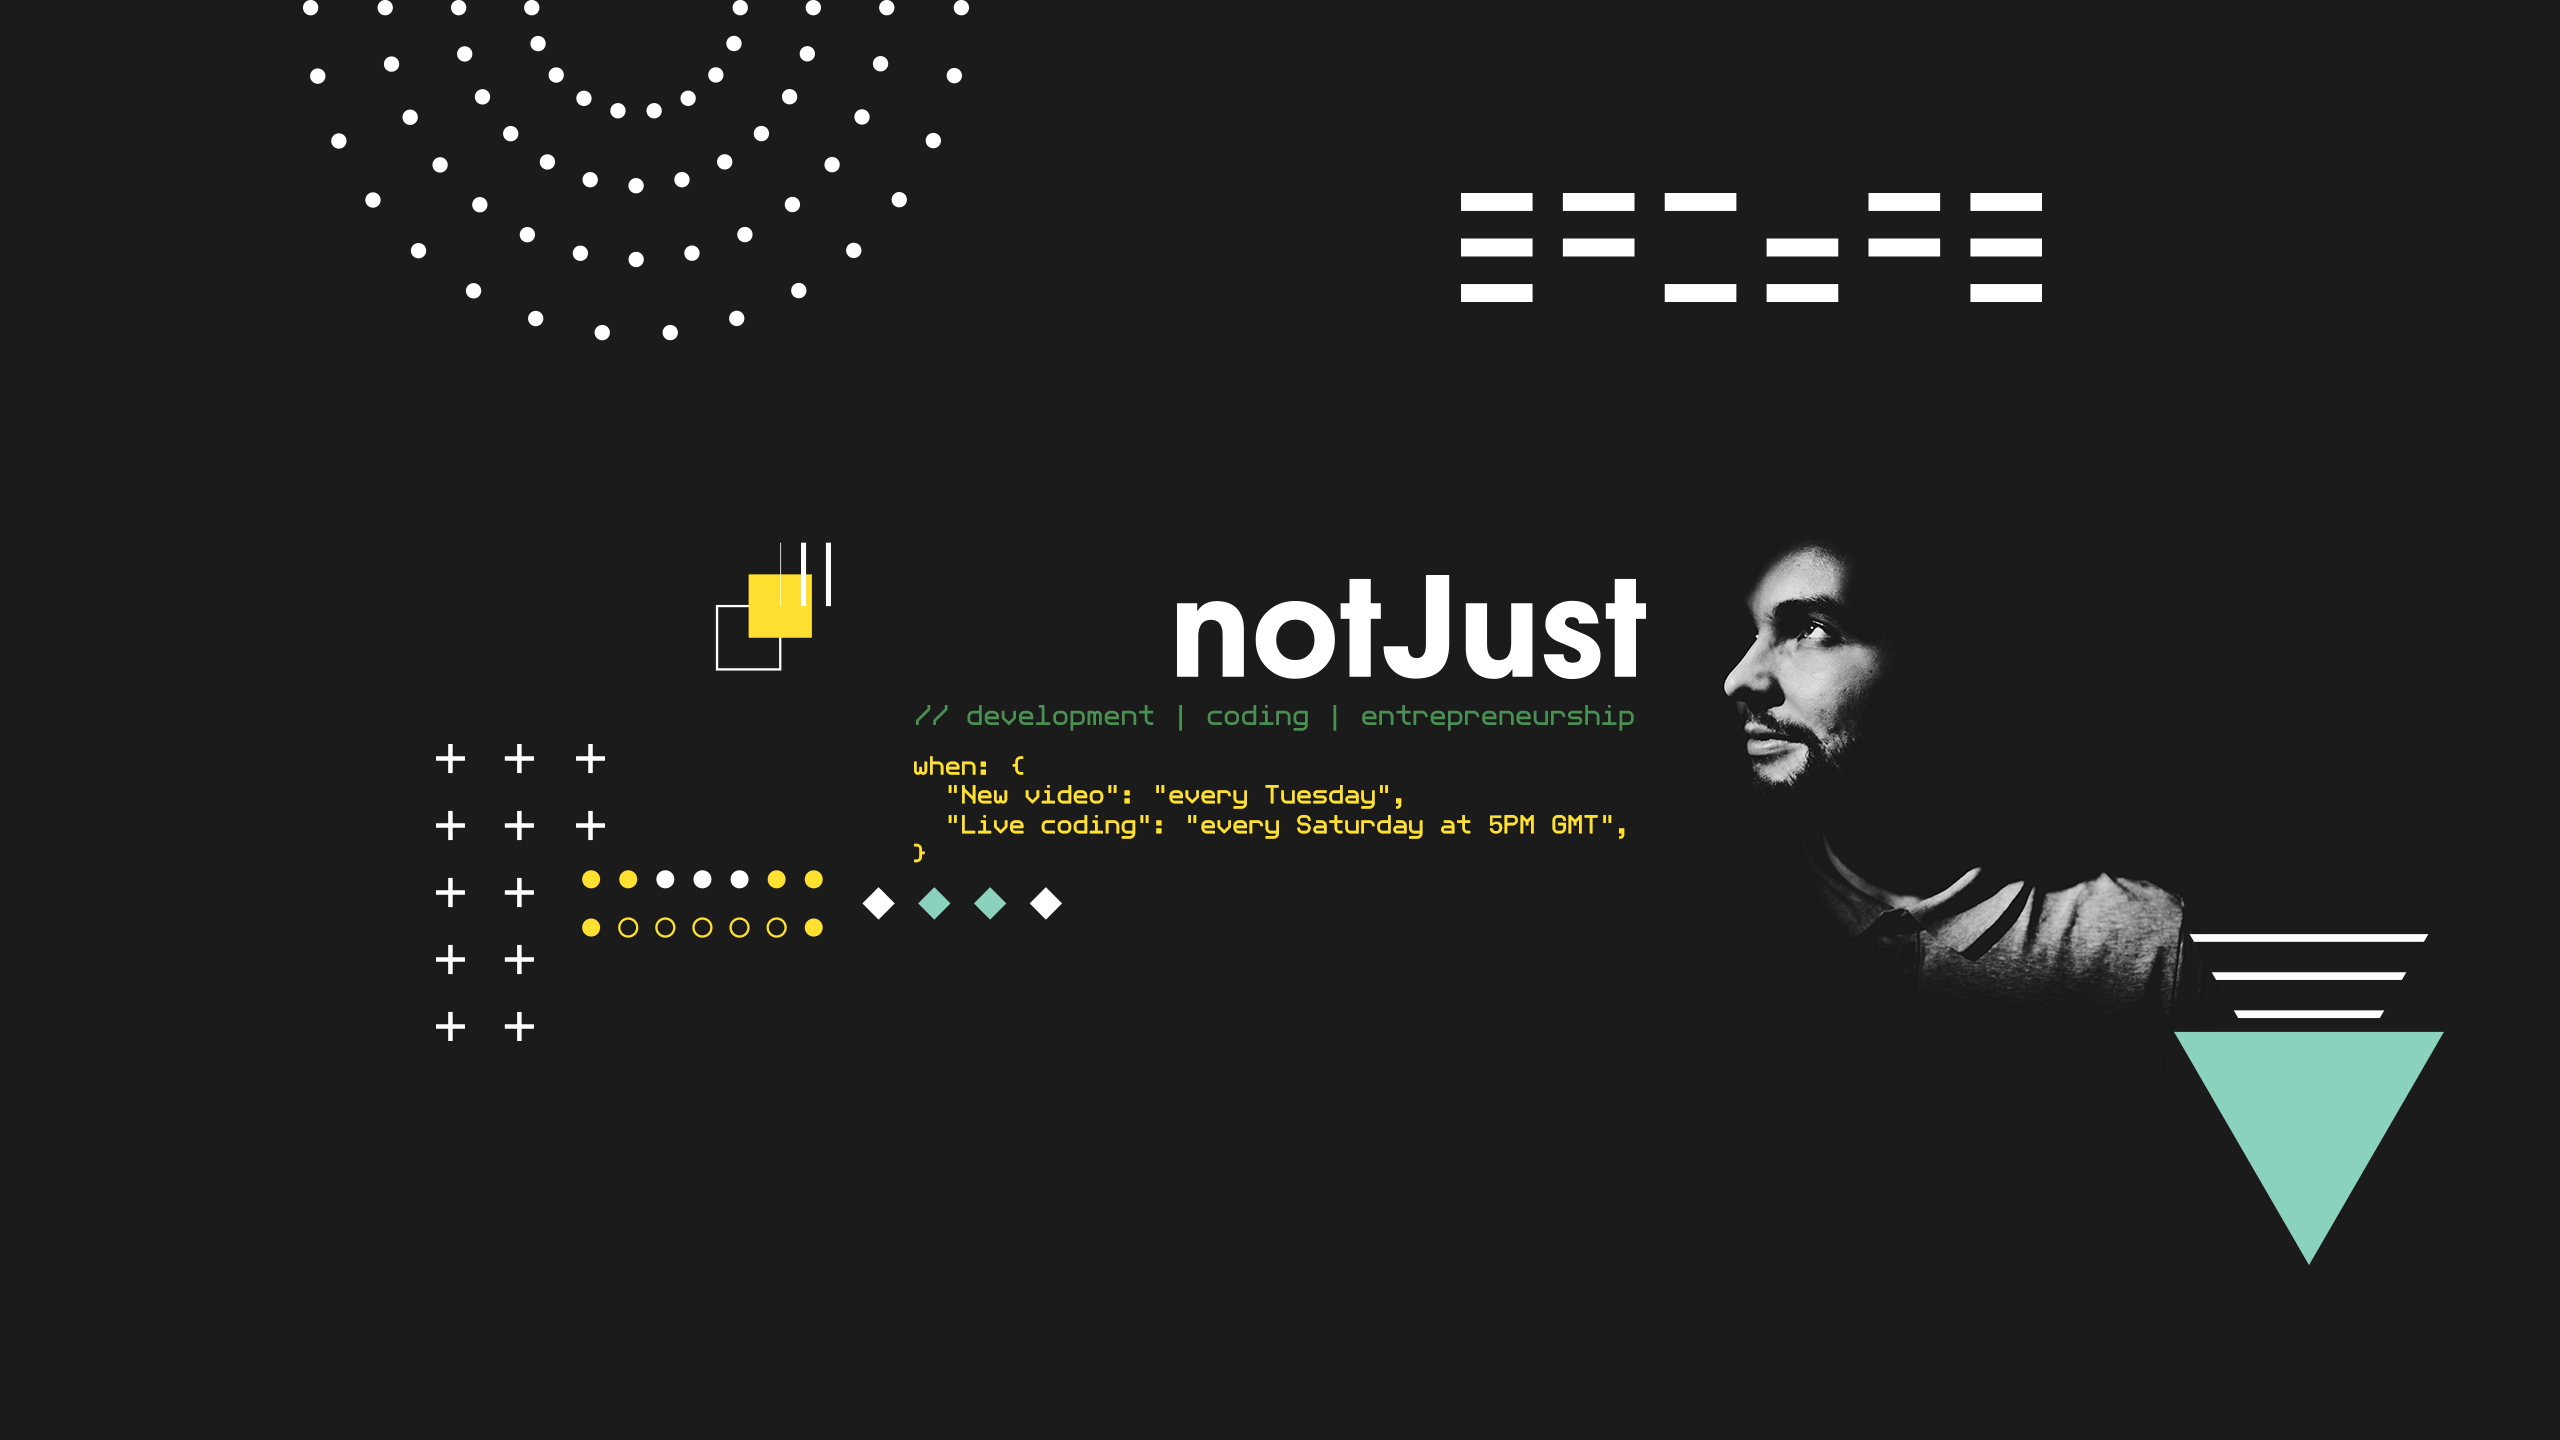 notJust
// development | coding | entrepreneurship
when: {
"New video": "every Tuesday",
"Live coding": "every Saturday at 5PM GMT",
}